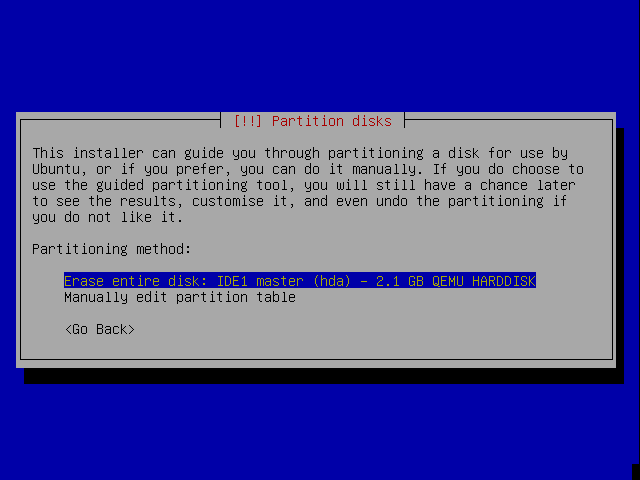 [!!] Partition disks
This installer can guide you through partitioning a disk for use by
Ubuntu, or if you prefer, you can do it manually. If you do choose to
use the guided partitioning tool, you will still have a chance later
to see the results, customise it, and even undo the partitioning if
you do not like it.
Partitioning method:
Erase entire disk: IDE1 master (hda) - 2.1 GB QEMU HARDDISK
Manually edit partition table
<Go Back>